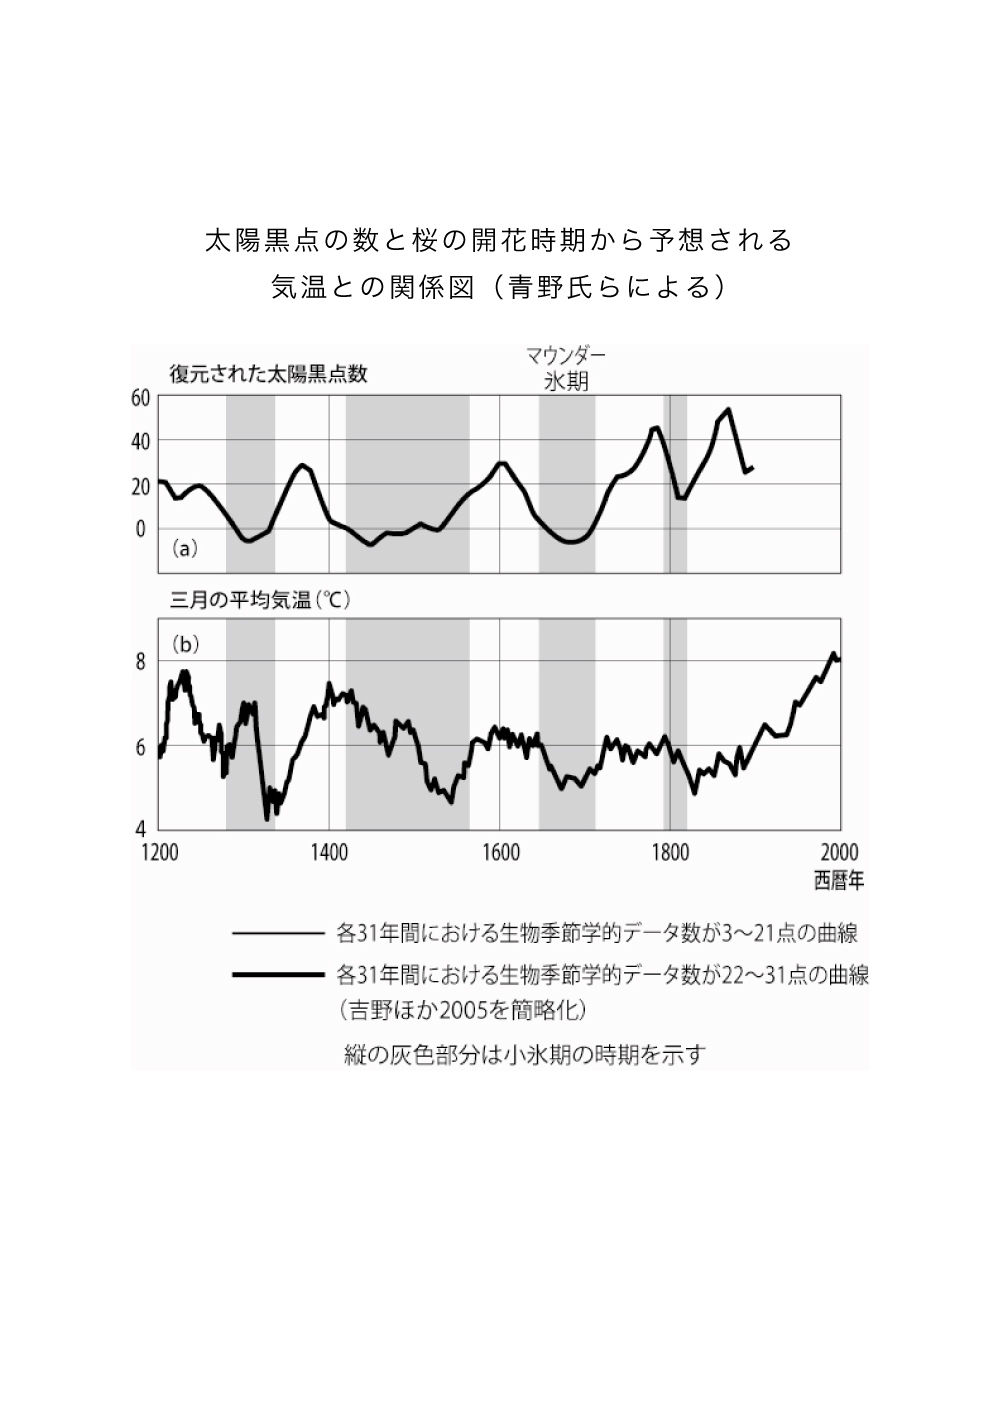 太陽黒点の数と桜の開花時期から予想される
気温との関係図（青野氏らによる）
マウンダー
氷期
復元された太陽黒点数
60
40
20
0
(a)
三月の平均気温(℃)
(b)
8
6
4
1200 1400 1600 1800 2000
西暦年
各31年間における生物季節学的データ数が3～21点の曲線
各31年間における生物季節学的データ数が22～31点の曲線
（吉野ほか2005を簡略化）
縦の灰色部分は小氷期の時期を示す